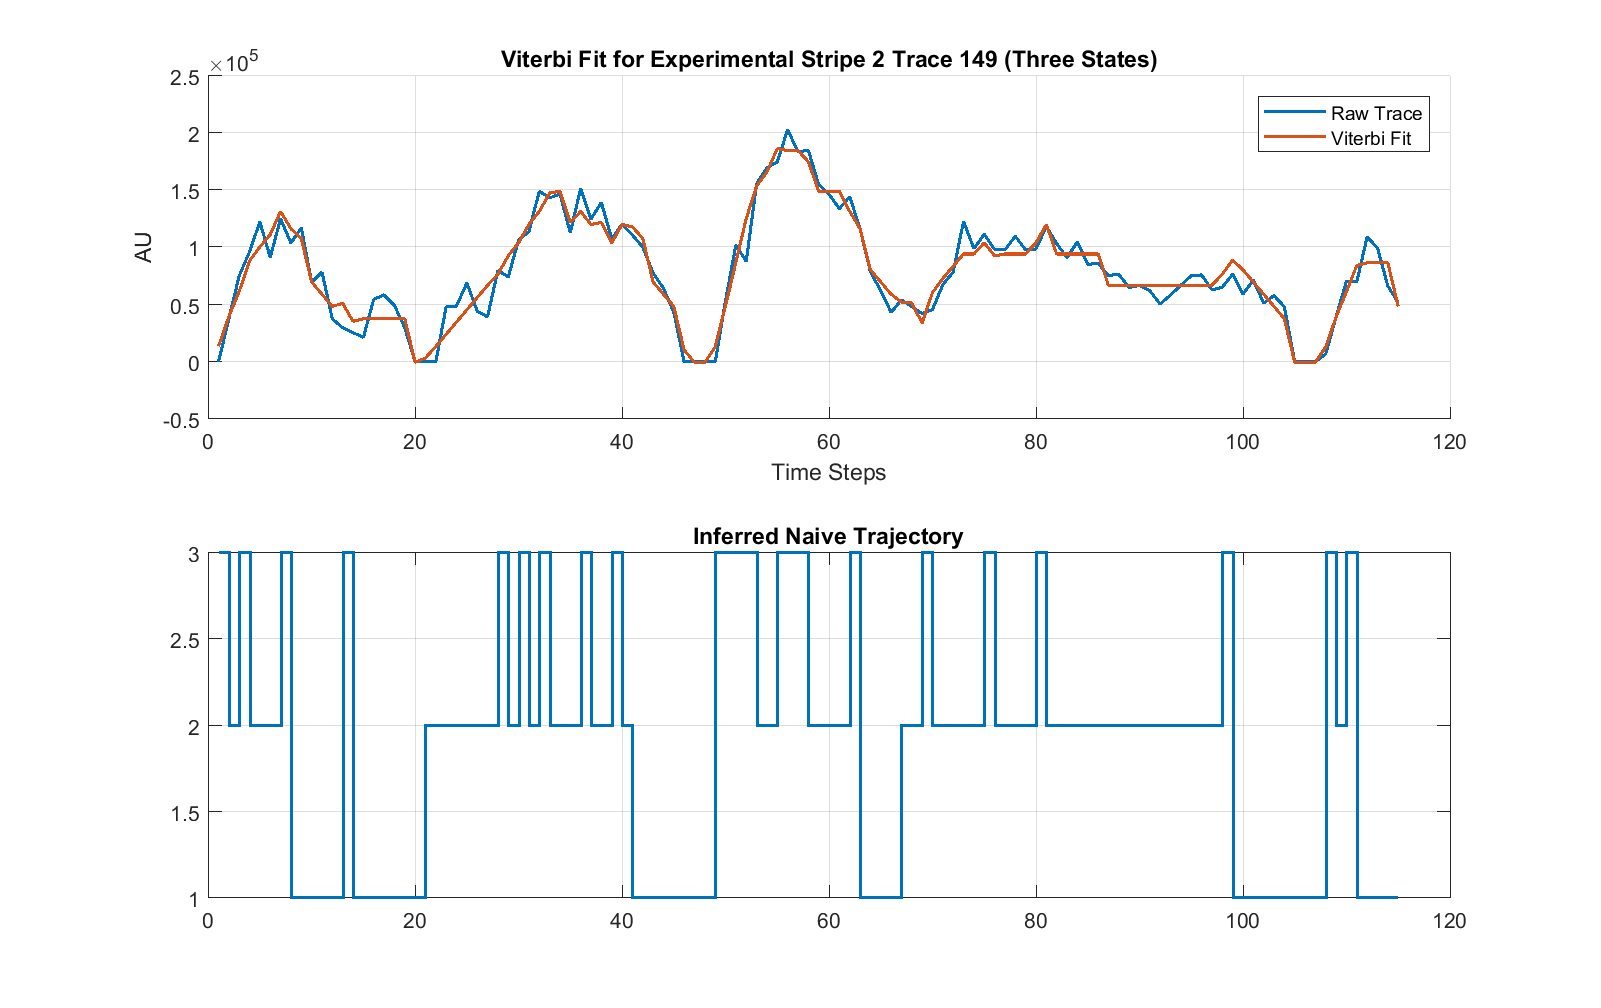 Viterbi Fit for Experimental Stripe 2 Trace 149 (Three States)
×10^5
2.5
2
1.5
1
0.5
0
-0.5
AU
Raw Trace
Viterbi Fit
0 20 40 60 80 100 120
Time Steps
Inferred Naive Trajectory
3
2.5
2
1.5
1
0 20 40 60 80 100 120